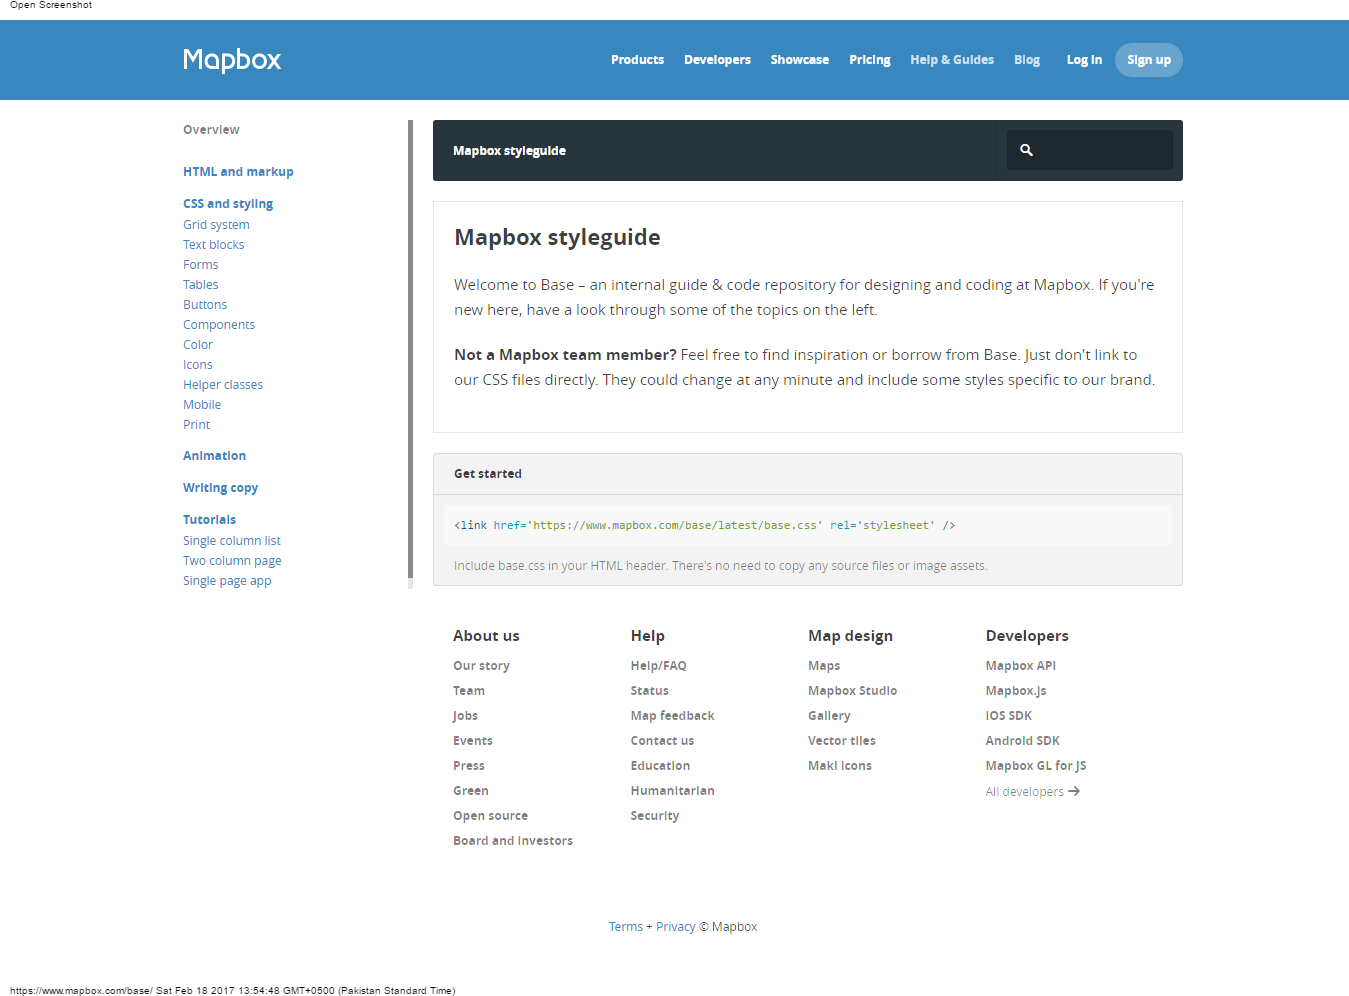 Open Screenshot
Mapbox
Products Developers Showcase Pricing Help & Guides Blog Log in Sign up
Overview
HTML and markup
CSS and styling
Grid system
Text blocks
Forms
Tables
Buttons
Components
Color
Icons
Helper classes
Mobile
Print
Animation
Writing copy
Tutorials
Single column list
Two column page
Single page app
Mapbox styleguide
Mapbox styleguide
Welcome to Base – an internal guide & code repository for designing and coding at Mapbox. If you're
new here, have a look through some of the topics on the left.
Not a Mapbox team member? Feel free to find inspiration or borrow from Base. Just don't link to
our CSS files directly. They could change at any minute and include some styles specific to our brand.
Get started
<link href='https://www.mapbox.com/base/latest/base.css' rel='stylesheet' />
Include base.css in your HTML header. There's no need to copy any source files or image assets.
About us
Our story
Team
Jobs
Events
Press
Green
Open source
Board and investors
Help
Help/FAQ
Status
Map feedback
Contact us
Education
Humanitarian
Security
Map design
Maps
Mapbox Studio
Gallery
Vector tiles
Maki icons
Developers
Mapbox API
Mapbox.js
iOS SDK
Android SDK
Mapbox GL for JS
All developers →
Terms + Privacy © Mapbox
https://www.mapbox.com/base/ Sat Feb 18 2017 13:54:48 GMT+0500 (Pakistan Standard Time)